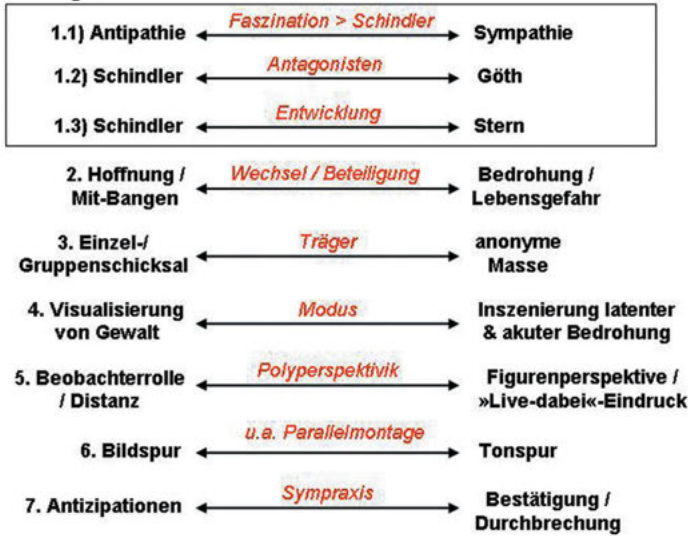 Faszination > Schindler
1.1) Antipathie Sympathie
Antagonisten
1.2) Schindler Göth
Entwicklung
1.3) Schindler Stern
2. Hoffnung / Wechsel / Beteiligung Bedrohung /
Mit-Bangen Lebensgefahr
3. Einzel-/ Träger anonyme
Gruppenschicksal Masse
4. Visualisierung Modus Inszenierung latenter
von Gewalt & akuter Bedrohung
5. Beobachterrolle Polyperspektivik Figurenperspektive /
/ Distanz »Live-dabei«-Eindruck
u.a. Parallelmontage
6. Bildspur Tonspur
Sympraxis
7. Antizipationen Bestätigung /
Durchbrechung